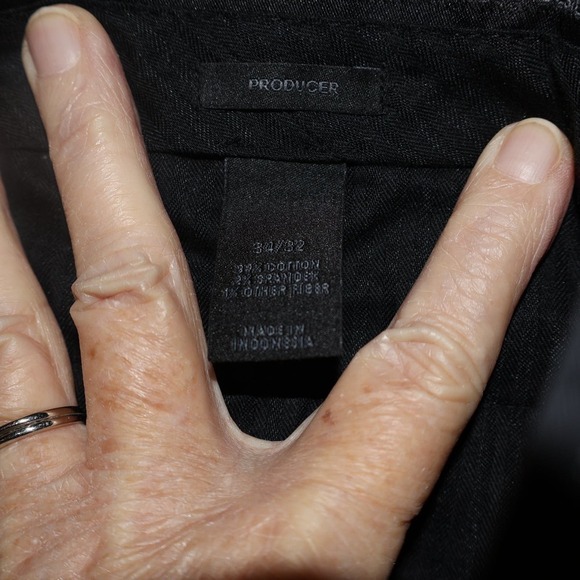 PRODUCER
34/32
COTTON
SPANDEX
1% OTHER FIBER
MADE IN
INDONESIA